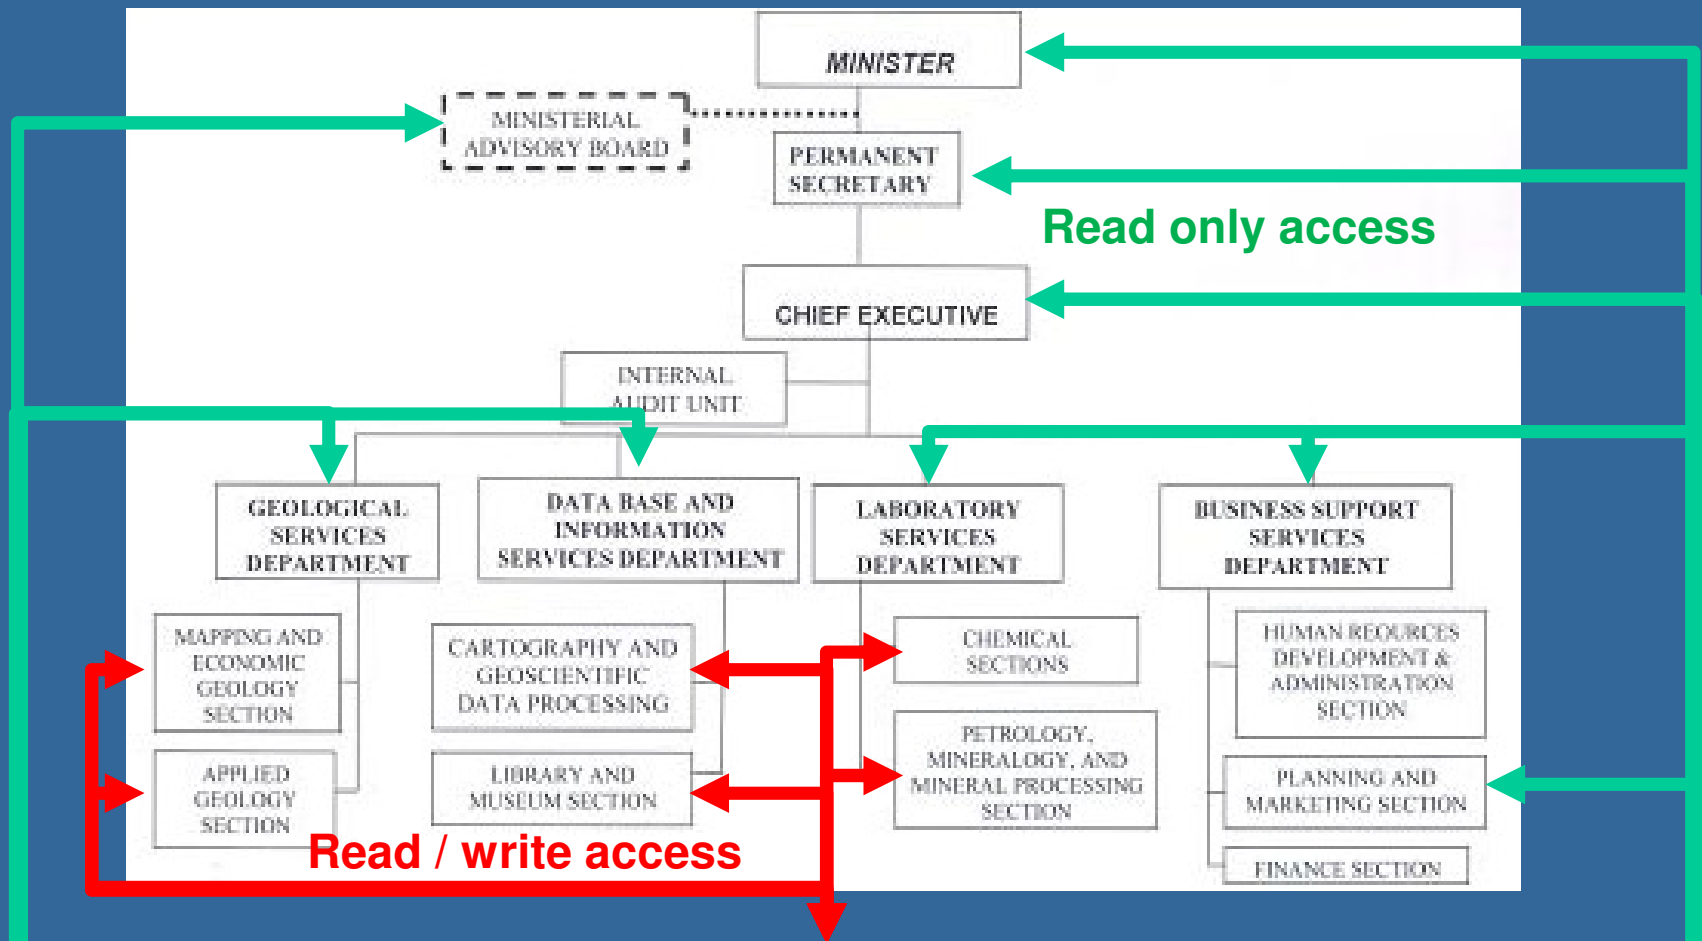 MINISTER
MINISTERIAL
ADVISORY BOARD
PERMANENT
SECRETARY
Read only access
CHIEF EXECUTIVE
INTERNAL
AUDIT UNIT
GEOLOGICAL
SERVICES
DEPARTMENT
DATA BASE AND
INFORMATION
SERVICES DEPARTMENT
LABORATORY
SERVICES
DEPARTMENT
BUSINESS SUPPORT
SERVICES
DEPARTMENT
MAPPING AND
ECONOMIC
GEOLOGY
SECTION
CARTOGRAPHY AND
GEOSCIENTIFIC
DATA PROCESSING
CHEMICAL
SECTIONS
HUMAN REOURCES
DEVELOPMENT &
ADMINISTRATION
SECTION
APPLIED
GEOLOGY
SECTION
LIBRARY AND
MUSEUM SECTION
PETROLOGY,
MINERALOGY, AND
MINERAL PROCESSING
SECTION
PLANNING AND
MARKETING SECTION
Read / write access
FINANCE SECTION